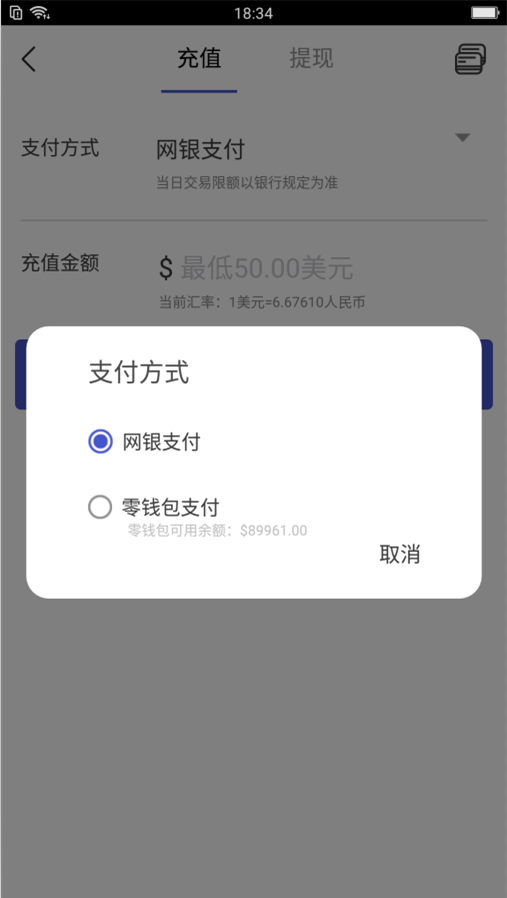 18:34
充值 提现
支付方式 网银支付
当日交易限额以银行规定为准
充值金额 $ 最低50.00美元
当前汇率：1美元=6.67610人民币
支付方式
网银支付
零钱包支付
零钱包可用余额：$89961.00
取消